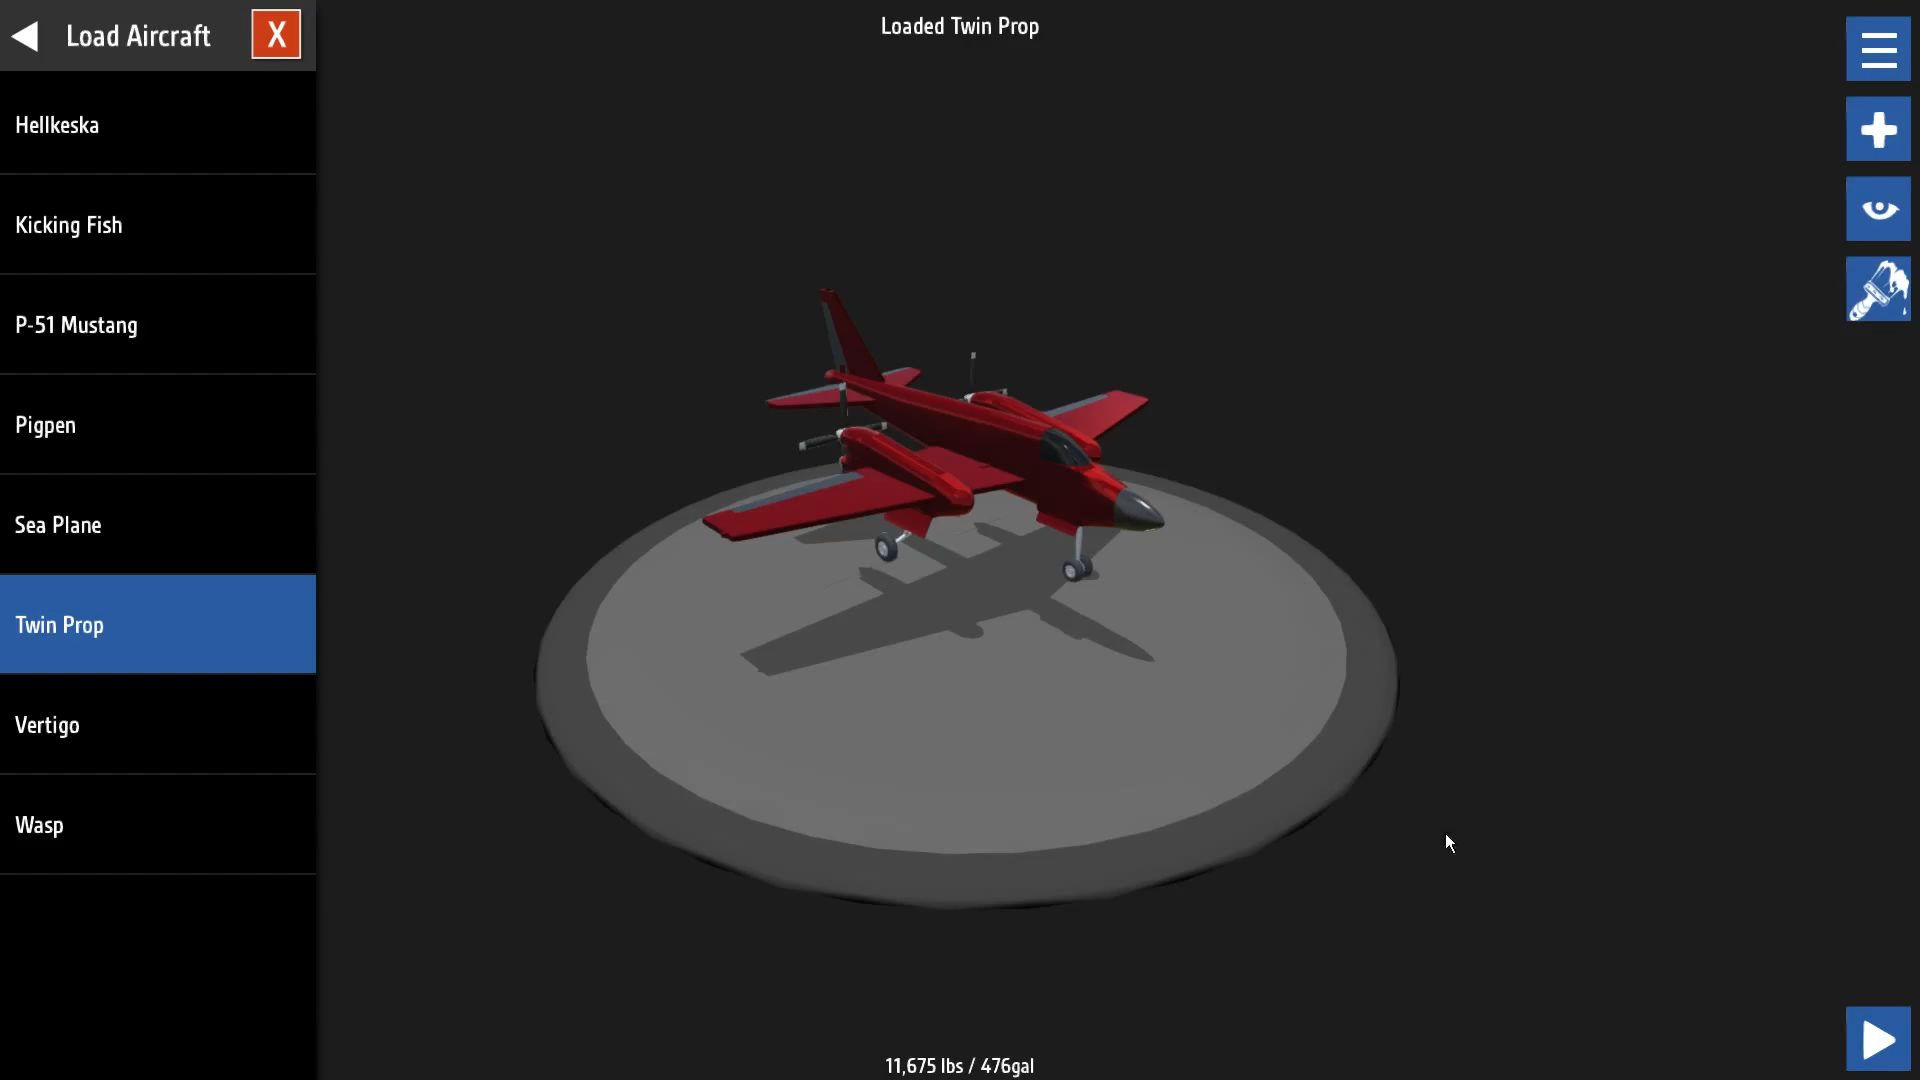 Load Aircraft
X
Loaded Twin Prop
Hellkeska
Kicking Fish
P-51 Mustang
Pigpen
Sea Plane
Twin Prop
Vertigo
Wasp
11,675 lbs / 476gal